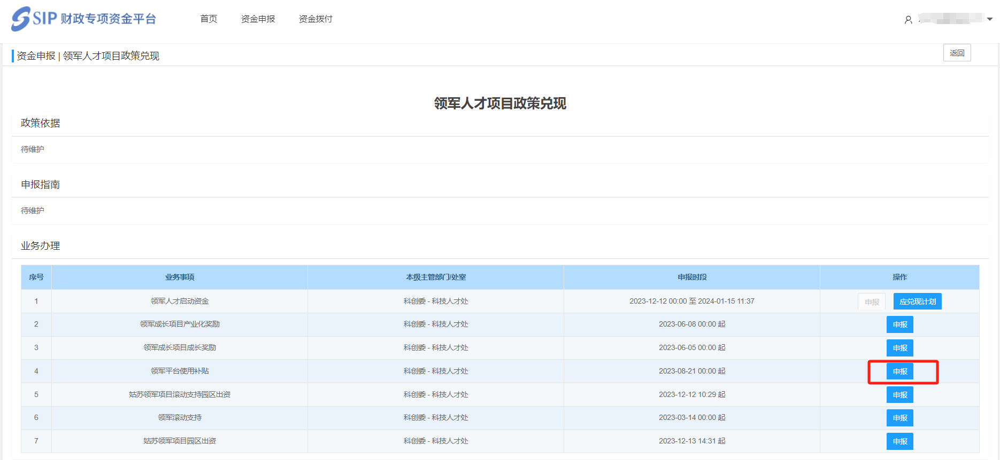 SIP 财政专项资金平台 首页 资金申报 资金拨付
资金申报 | 领军人才项目政策兑现 返回
领军人才项目政策兑现
政策依据
待维护
申报指南
待维护
业务办理
序号 业务事项 本级主管部门/处室 申报时段 操作
1 领军人才启动资金 科创委 - 科技人才处 2023-12-12 00:00 至 2024-01-15 11:37 申报 应兑现计划
2 领军成长项目产业化奖励 科创委 - 科技人才处 2023-06-08 00:00 起 申报
3 领军成长项目成长奖励 科创委 - 科技人才处 2023-06-05 00:00 起 申报
4 领军平台使用补贴 科创委 - 科技人才处 2023-08-21 00:00 起 申报
5 姑苏领军项目滚动支持园区出资 科创委 - 科技人才处 2023-12-12 10:29 起 申报
6 领军滚动支持 科创委 - 科技人才处 2023-03-14 00:00 起 申报
7 姑苏领军项目园区出资 科创委 - 科技人才处 2023-12-13 14:31 起 申报